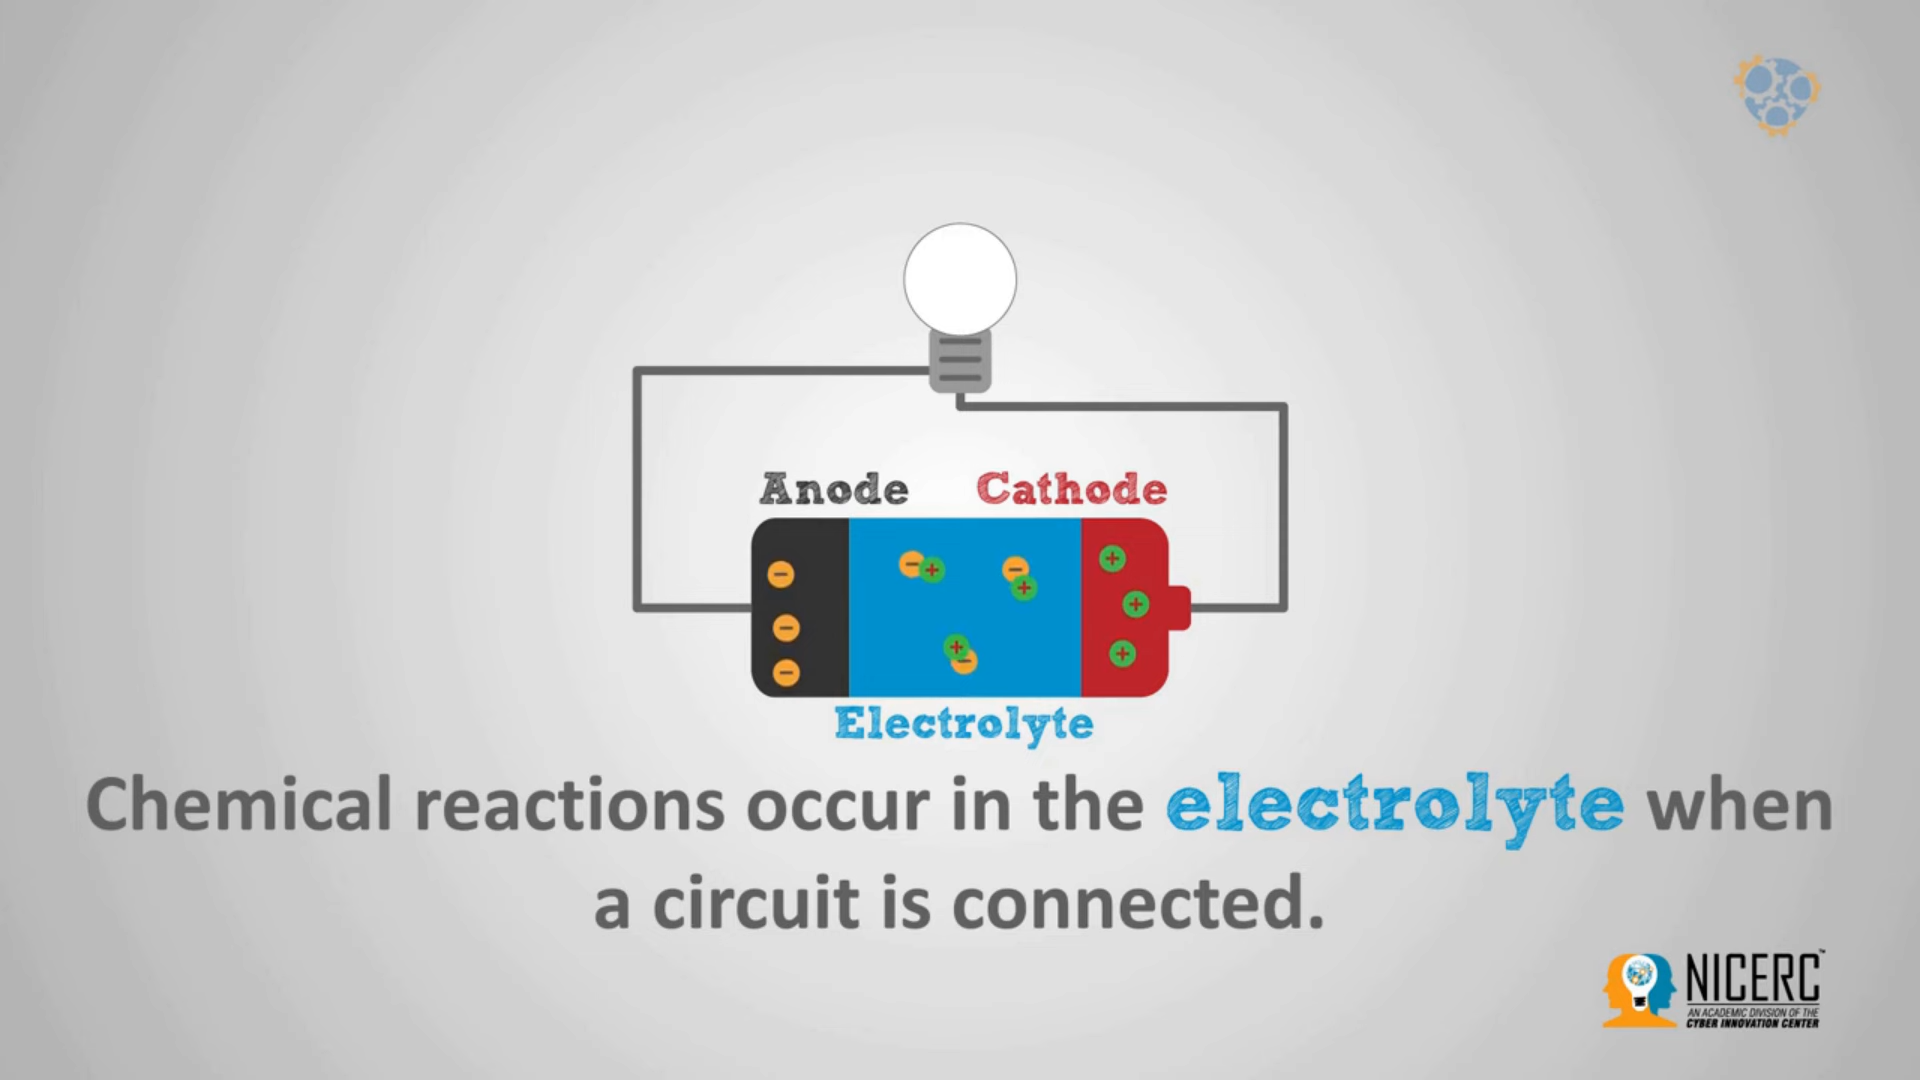 Anode Cathode
Electrolyte
Chemical reactions occur in the electrolyte when
a circuit is connected.
NICERC™
AN ACADEMIC DIVISION OF THE
CYBER INNOVATION CENTER